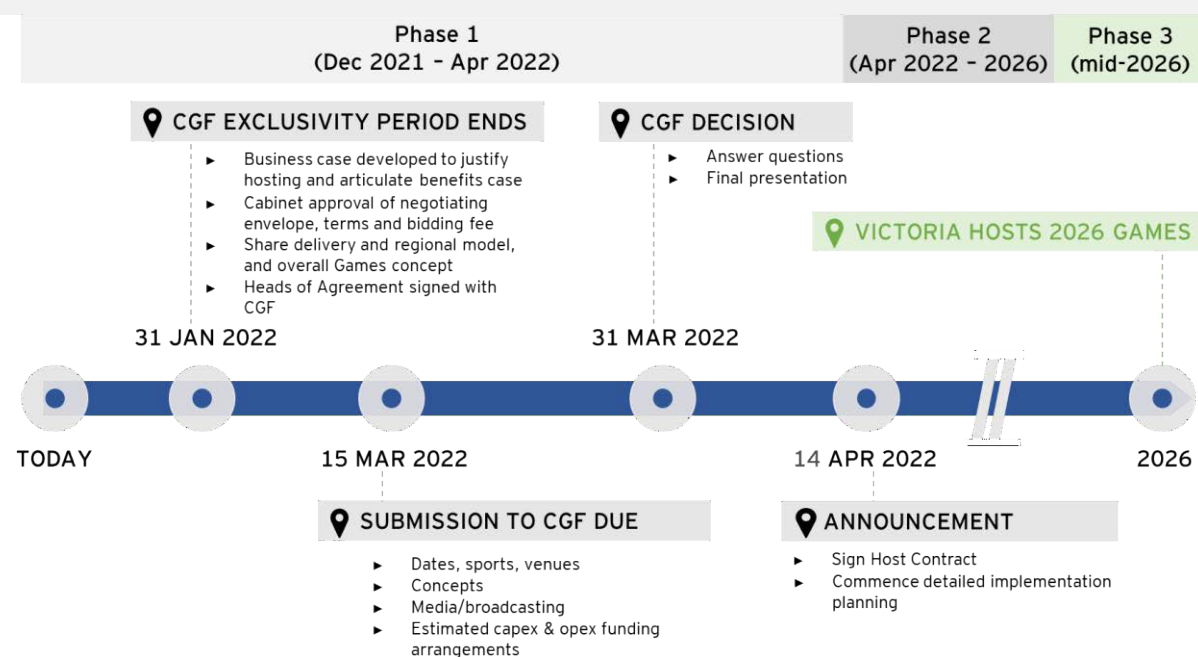 Phase 1
(Dec 2021 – Apr 2022)
Phase 2
(Apr 2022 – 2026)
Phase 3
(mid-2026)
CGF EXCLUSIVITY PERIOD ENDS
► Business case developed to justify
hosting and articulate benefits case
► Cabinet approval of negotiating
envelope, terms and bidding fee
► Share delivery and regional model,
and overall Games concept
► Heads of Agreement signed with
CGF
31 JAN 2022
CGF DECISION
► Answer questions
► Final presentation
31 MAR 2022
VICTORIA HOSTS 2026 GAMES
TODAY
15 MAR 2022
14 APR 2022
2026
SUBMISSION TO CGF DUE
► Dates, sports, venues
► Concepts
► Media/broadcasting
► Estimated capex & opex funding
arrangements
ANNOUNCEMENT
► Sign Host Contract
► Commence detailed implementation
planning